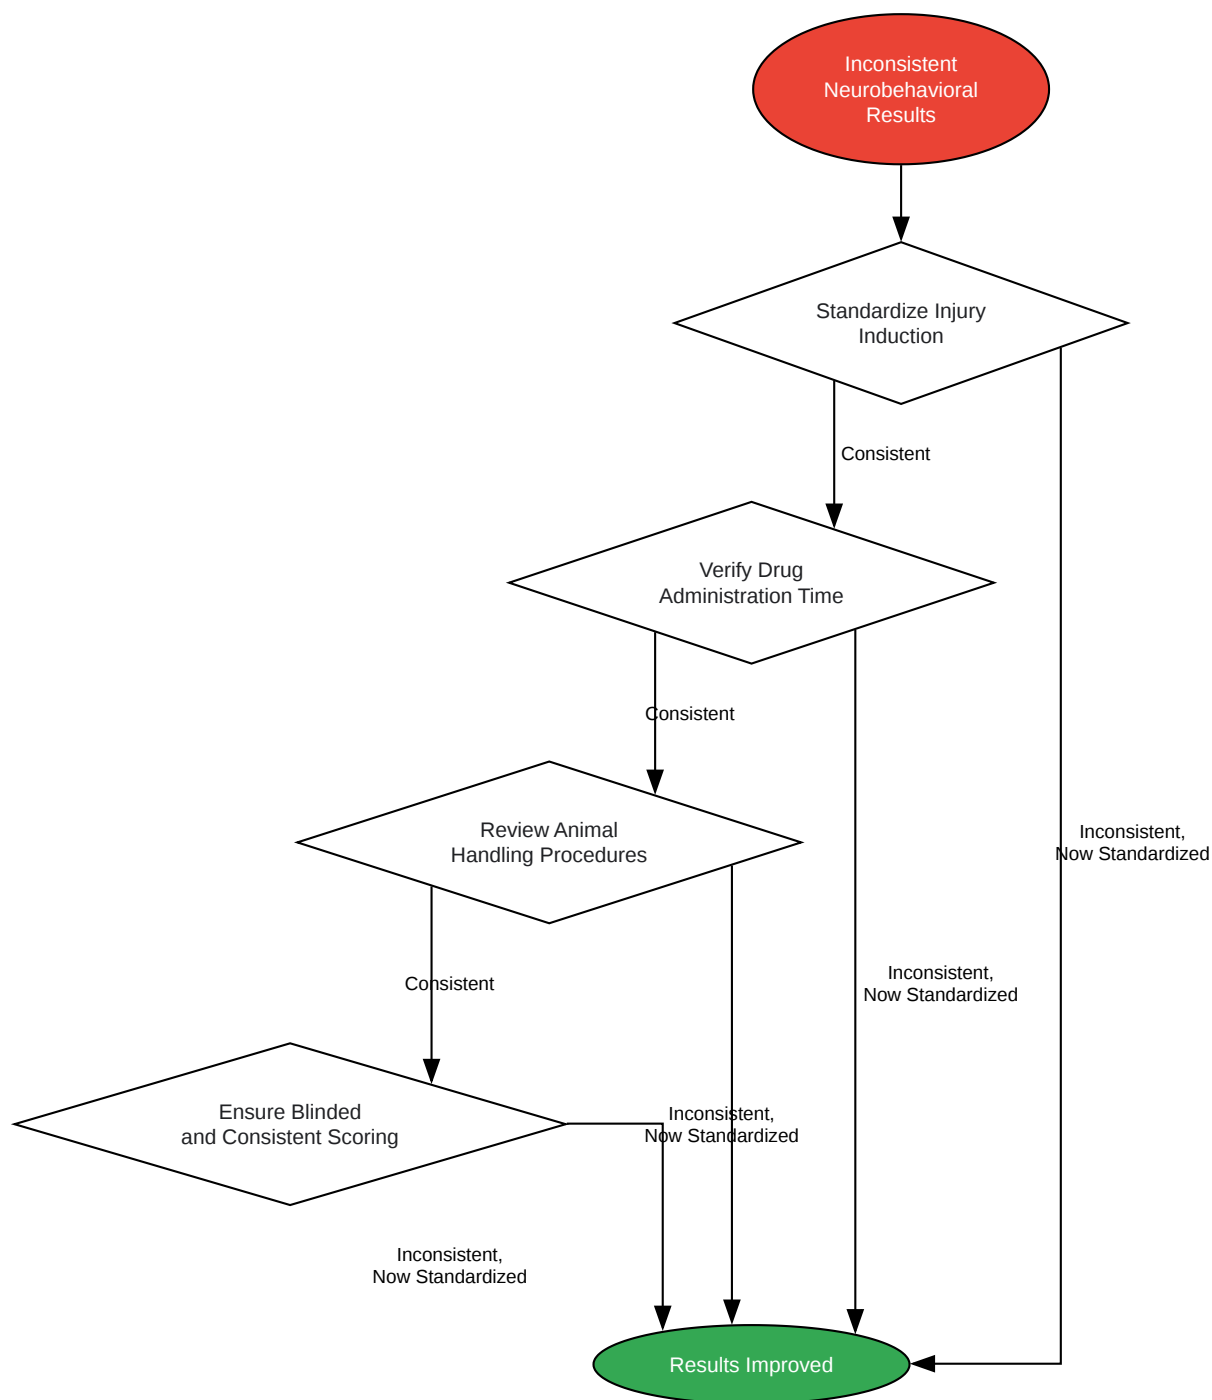 Inconsistent
Neurobehavioral
Results
Standardize Injury
Induction
Consistent
Verify Drug
Administration Time
Consistent
Review Animal
Handling Procedures
Inconsistent,
Now Standardized
Consistent
Inconsistent,
Now Standardized
Ensure Blinded
and Consistent Scoring
Inconsistent,
Now Standardized
Inconsistent,
Now Standardized
Results Improved